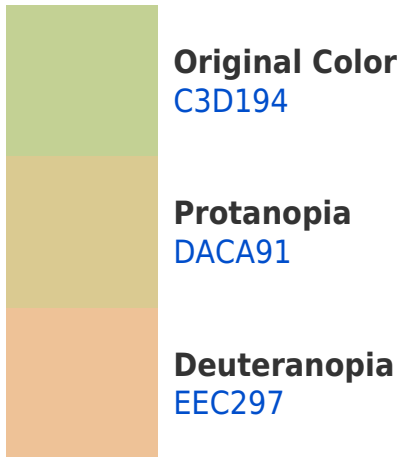 Original Color
C3D194
Protanopia
DACA91
Deuteranopia
EEC297